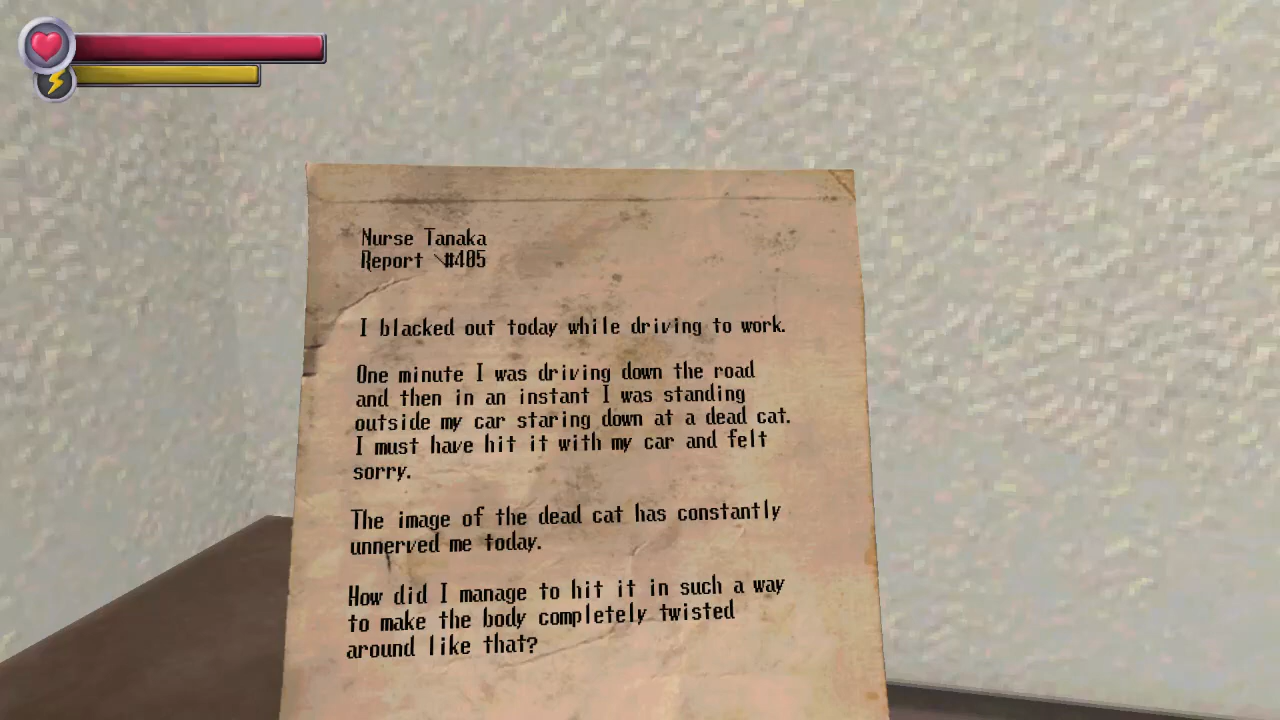 Nurse Tanaka
Report \#405
I blacked out today while driving to work.
One minute I was driving down the road
and then in an instant I was standing
outside my car staring down at a dead cat.
I must have hit it with my car and felt
sorry.
The image of the dead cat has constantly
unnerved me today.
How did I manage to hit it in such a way
to make the body completely twisted
around like that?